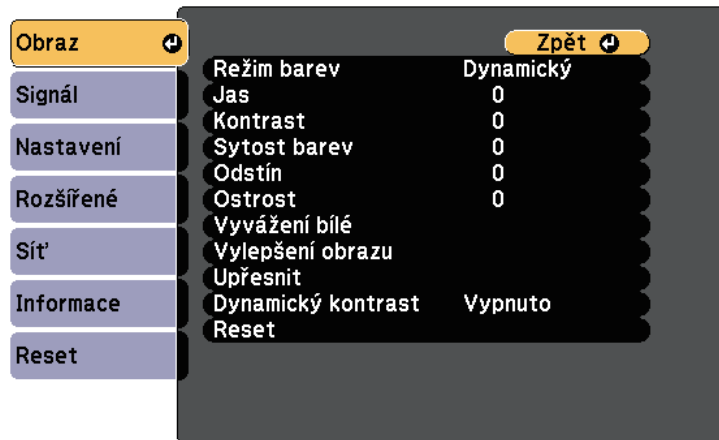 Obraz
Signál
Nastavení
Rozšířené
Síť
Informace
Reset
Zpět
Režim barev Dynamický
Jas 0
Kontrast 0
Sytost barev 0
Odstín 0
Ostrost 0
Vyvážení bílé
Vylepšení obrazu
Upřesnit
Dynamický kontrast Vypnuto
Reset